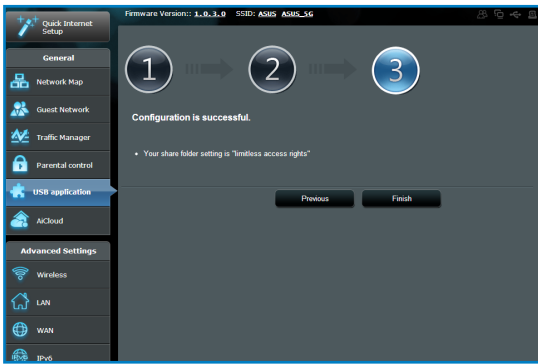 Quick Internet
Setup
Firmware Version:: 1.0.3.0 SSID: ASUS ASUS_5G
General
Network Map
Guest Network
Traffic Manager
Parental control
USB application
AiCloud
Advanced Settings
Wireless
LAN
WAN
IPv6
1
2
3
Configuration is successful.
• Your share folder setting is "limitless access rights"
Previous
Finish